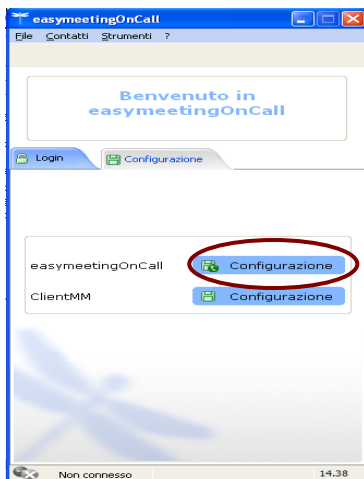 easymeetingOnCall
File Contatti Strumenti ?
Benvenuto in
easymeetingOnCall
Login Configurazione
easymeetingOnCall Configurazione
ClientMM Configurazione
Non connesso 14.38